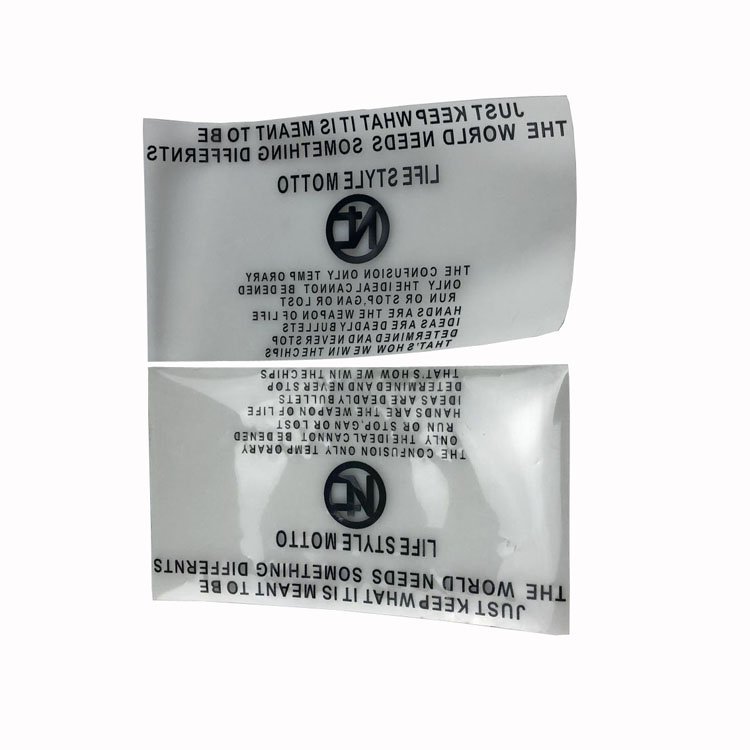 JUST KEEP WHAT IT IS MEANT TO BE
THE WORLD NEEDS SOMETHING DIFFERNTS
LIFE STYLE MOTTO
THE CONFUSION ONLY TEMP ORARY
ONLY THE IDEAL CANNOT BE DENED
RUN OR STOP,GAN OR LOST
HANDS ARE THE WEAPON OF LIFE
IDEAS ARE DEADLY BULLETS
DETERMINED AND NEVER STOP
THAT'S HOW WE WIN THE CHIPS
THAT'S HOW WE WIN THE CHIPS
DETERMINED AND NEVER STOP
IDEAS ARE DEADLY BULLETS
HANDS ARE THE WEAPON OF LIFE
RUN OR STOP,GAN OR LOST
ONLY THE IDEAL CANNOT BE DENED
THE CONFUSION ONLY TEMP ORARY
LIFE STYLE MOTTO
THE WORLD NEEDS SOMETHING DIFFERNTS
JUST KEEP WHAT IT IS MEANT TO BE